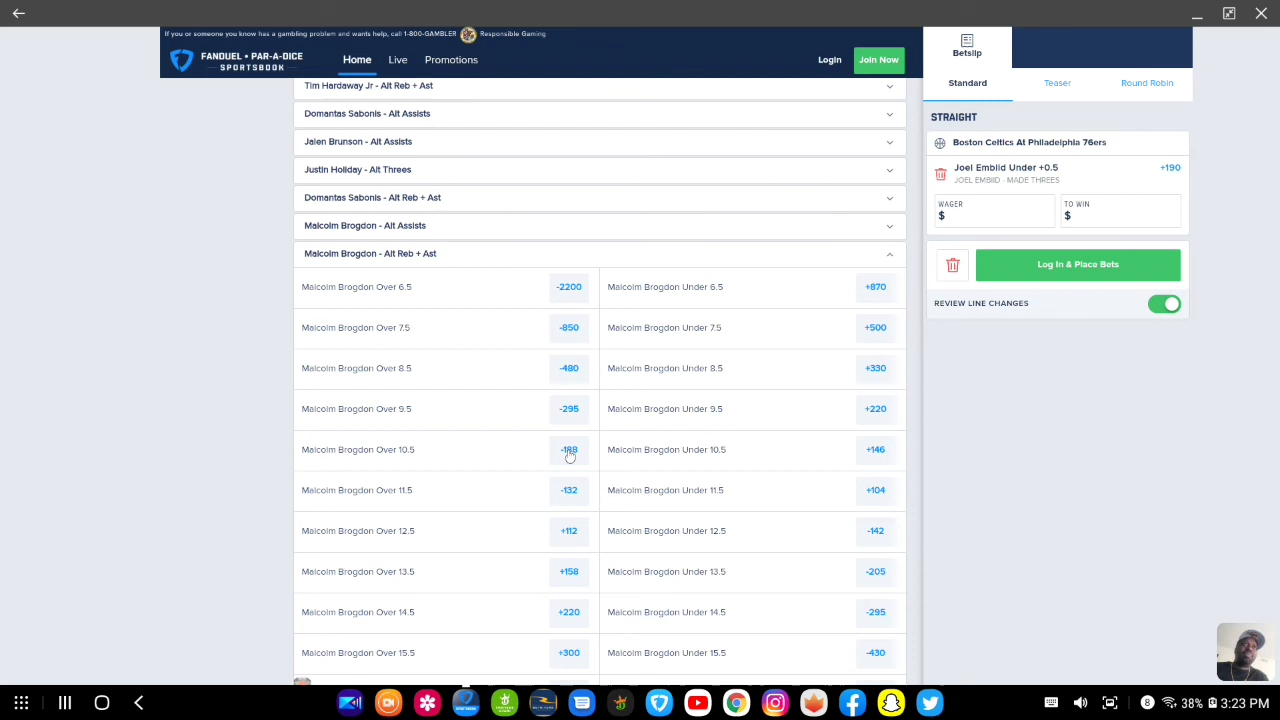 If you or someone you know has a gambling problem and wants help, call 1-800-GAMBLER Responsible Gaming
FANDUEL • PAR-A-DICE
SPORTSBOOK
Home Live Promotions
Login Join Now
Betslip
Standard Teaser Round Robin
STRAIGHT
Boston Celtics At Philadelphia 76ers
Joel Embiid Under +0.5 +190
JOEL EMBIID - MADE THREES
WAGER TO WIN
$ $
Log In & Place Bets
REVIEW LINE CHANGES
Tim Hardaway Jr - Alt Reb + Ast
Domantas Sabonis - Alt Assists
Jalen Brunson - Alt Assists
Justin Holiday - Alt Threes
Domantas Sabonis - Alt Reb + Ast
Malcolm Brogdon - Alt Assists
Malcolm Brogdon - Alt Reb + Ast
Malcolm Brogdon Over 6.5 -2200 Malcolm Brogdon Under 6.5 +870
Malcolm Brogdon Over 7.5 -850 Malcolm Brogdon Under 7.5 +500
Malcolm Brogdon Over 8.5 -480 Malcolm Brogdon Under 8.5 +330
Malcolm Brogdon Over 9.5 -295 Malcolm Brogdon Under 9.5 +220
Malcolm Brogdon Over 10.5 -188 Malcolm Brogdon Under 10.5 +146
Malcolm Brogdon Over 11.5 -132 Malcolm Brogdon Under 11.5 +104
Malcolm Brogdon Over 12.5 +112 Malcolm Brogdon Under 12.5 -142
Malcolm Brogdon Over 13.5 +158 Malcolm Brogdon Under 13.5 -205
Malcolm Brogdon Over 14.5 +220 Malcolm Brogdon Under 14.5 -295
Malcolm Brogdon Over 15.5 +300 Malcolm Brogdon Under 15.5 -430
8 38% 3:23 PM